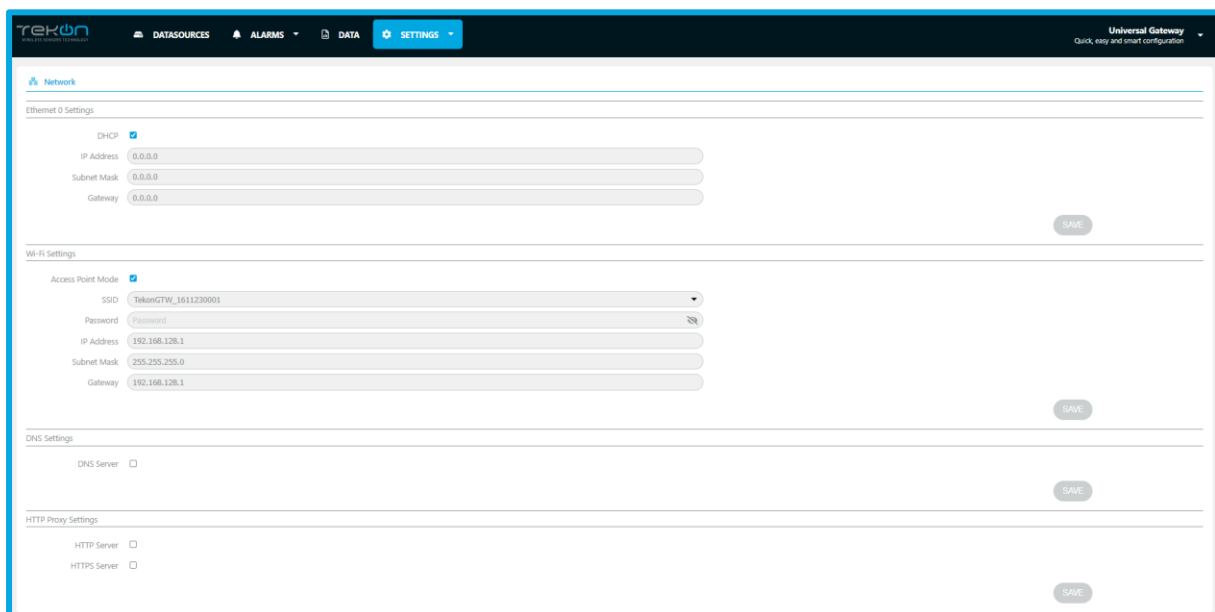 TEKON
WIRELESS SENSORS TECHNOLOGY
DATASOURCES
ALARMS
DATA
SETTINGS
Universal Gateway
Quick, easy and smart configuration
Network
Ethernet 0 Settings
DHCP
IP Address 0.0.0.0
Subnet Mask 0.0.0.0
Gateway 0.0.0.0
SAVE
Wi-Fi Settings
Access Point Mode
SSID TekonGTW_1611230001
Password Password
IP Address 192.168.128.1
Subnet Mask 255.255.255.0
Gateway 192.168.128.1
SAVE
DNS Settings
DNS Server
SAVE
HTTP Proxy Settings
HTTP Server
HTTPS Server
SAVE